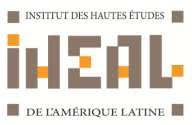 INSTITUT DES HAUTES ÉTUDES
iHEAL
DE L'AMÉRIQUE LATINE